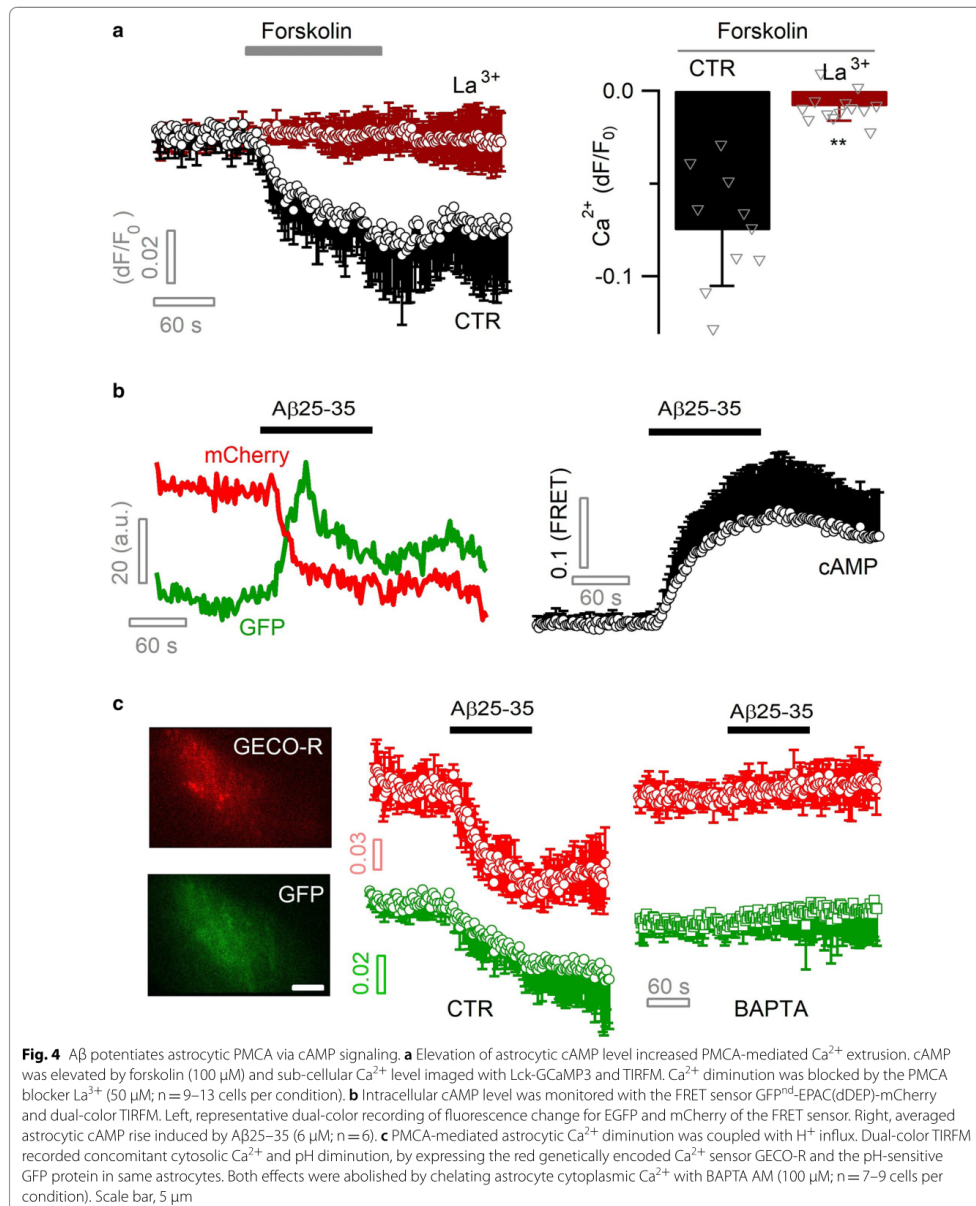 a
Forskolin
La³⁺
(dF/F₀)
0.02
60 s
CTR
Forskolin
CTR
La³⁺
0.0
**
Ca²⁺ (dF/F₀)
-0.1
b
Aβ25-35
mCherry
20 (a.u.)
GFP
60 s
Aβ25-35
0.1 (FRET)
60 s
cAMP
c
GECO-R
GFP
Aβ25-35
0.03
0.02
CTR
Aβ25-35
60 s
BAPTA
Fig. 4 Aβ potentiates astrocytic PMCA via cAMP signaling. a Elevation of astrocytic cAMP level increased PMCA-mediated Ca²⁺ extrusion. cAMP
was elevated by forskolin (100 μM) and sub-cellular Ca²⁺ level imaged with Lck-GCaMP3 and TIRFM. Ca²⁺ diminution was blocked by the PMCA
blocker La³⁺ (50 μM; n = 9–13 cells per condition). b Intracellular cAMP level was monitored with the FRET sensor GFPⁿᵈ-EPAC(dDEP)-mCherry
and dual-color TIRFM. Left, representative dual-color recording of fluorescence change for EGFP and mCherry of the FRET sensor. Right, averaged
astrocytic cAMP rise induced by Aβ25–35 (6 μM; n = 6). c PMCA-mediated astrocytic Ca²⁺ diminution was coupled with H⁺ influx. Dual-color TIRFM
recorded concomitant cytosolic Ca²⁺ and pH diminution, by expressing the red genetically encoded Ca²⁺ sensor GECO-R and the pH-sensitive
GFP protein in same astrocytes. Both effects were abolished by chelating astrocyte cytoplasmic Ca²⁺ with BAPTA AM (100 μM; n = 7–9 cells per
condition). Scale bar, 5 μm